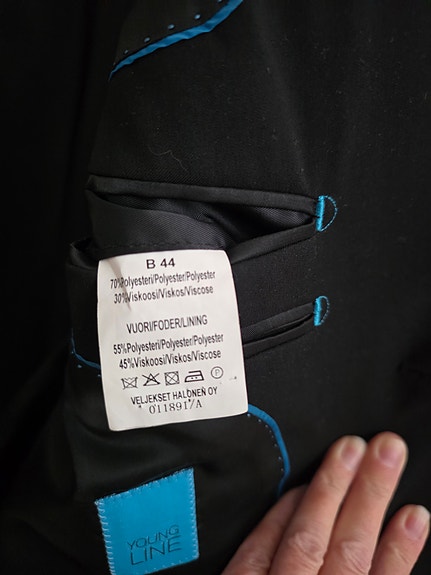 B 44
70%Polyesteri/Polyester/Polyester
30%Viskoosi/Viskos/Viscose
VUORI/FODER/LINING
55%Polyesteri/Polyester/Polyester
45%Viskoosi/Viskos/Viscose
P
VELJEKSET HALONEN OY
011891/A
YOUNG
LINE